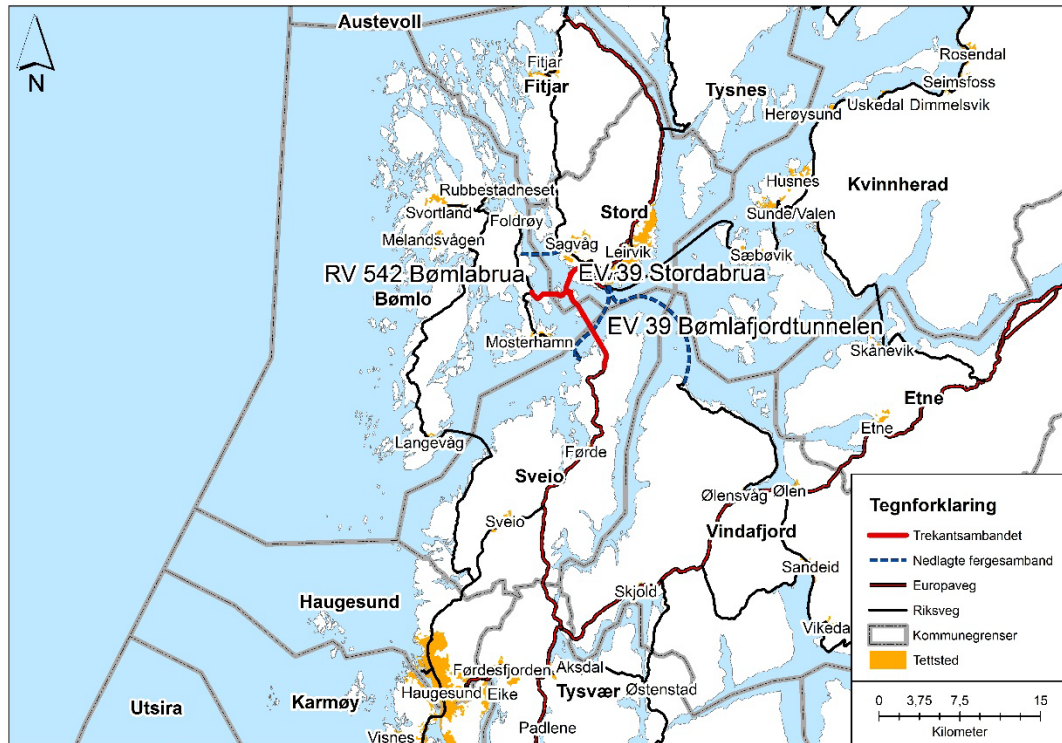 Austevoll
N
Fitjar
Fitjar
Tysnes
Rosendal
Seimsfoss
Uskedal Dimmelsvik
Herøysund
Husnes
Kvinnherad
Rubbestadneset
Svortland
Foldrøy
Stord
Sunde/Valen
Melandsvågen
Sagvåg
Leirvik
Sæbøvik
RV 542 Bømlabrua
EV 39 Stordabrua
Bømlo
EV 39 Bømlafjordtunnelen
Mosterhamn
Skånevik
Etne
Etne
Langevåg
Førde
Sveio
Ølensvåg
Ølen
Sveio
Vindafjord
Sandeid
Skjold
Haugesund
Vikeda
Førdesfjorden
Aksdal
Haugesund
Eike
Tysvær
Østenstad
Utsira
Karmøy
Padlene
Visnes
Tegnforklaring
Trekantsambandet
Nedlagte fergesamband
Europaveg
Riksveg
Kommunegrenser
Tettsted
0 3,75 7,5 15
Kilometer